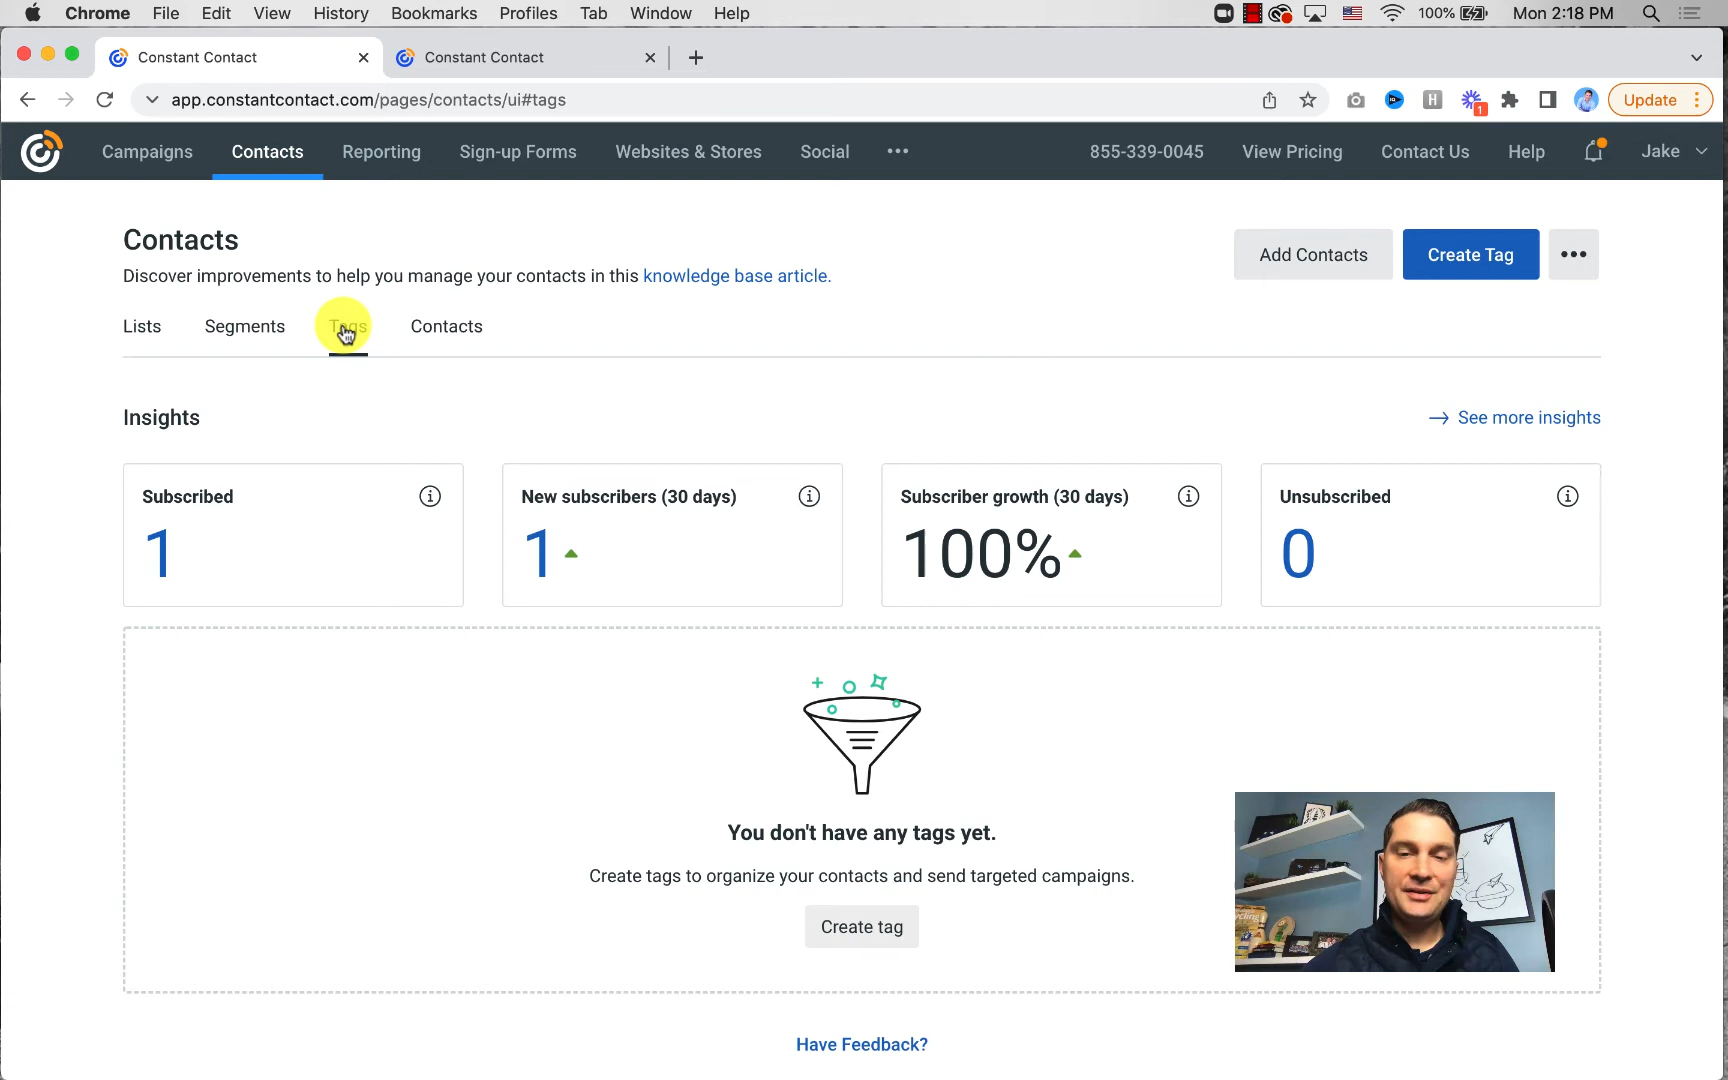 Chrome File Edit View History Bookmarks Profiles Tab Window Help 100% Mon 2:18 PM
Constant Contact Constant Contact
app.constantcontact.com/pages/contacts/ui#tags H 1 Update
Campaigns Contacts Reporting Sign-up Forms Websites & Stores Social ••• 855-339-0045 View Pricing Contact Us Help Jake
Contacts
Discover improvements to help you manage your contacts in this knowledge base article.
Add Contacts Create Tag •••
Lists Segments Tags Contacts
Insights See more insights
Subscribed New subscribers (30 days) Subscriber growth (30 days) Unsubscribed
1 1 100% 0
You don't have any tags yet.
Create tags to organize your contacts and send targeted campaigns.
Create tag
Have Feedback?